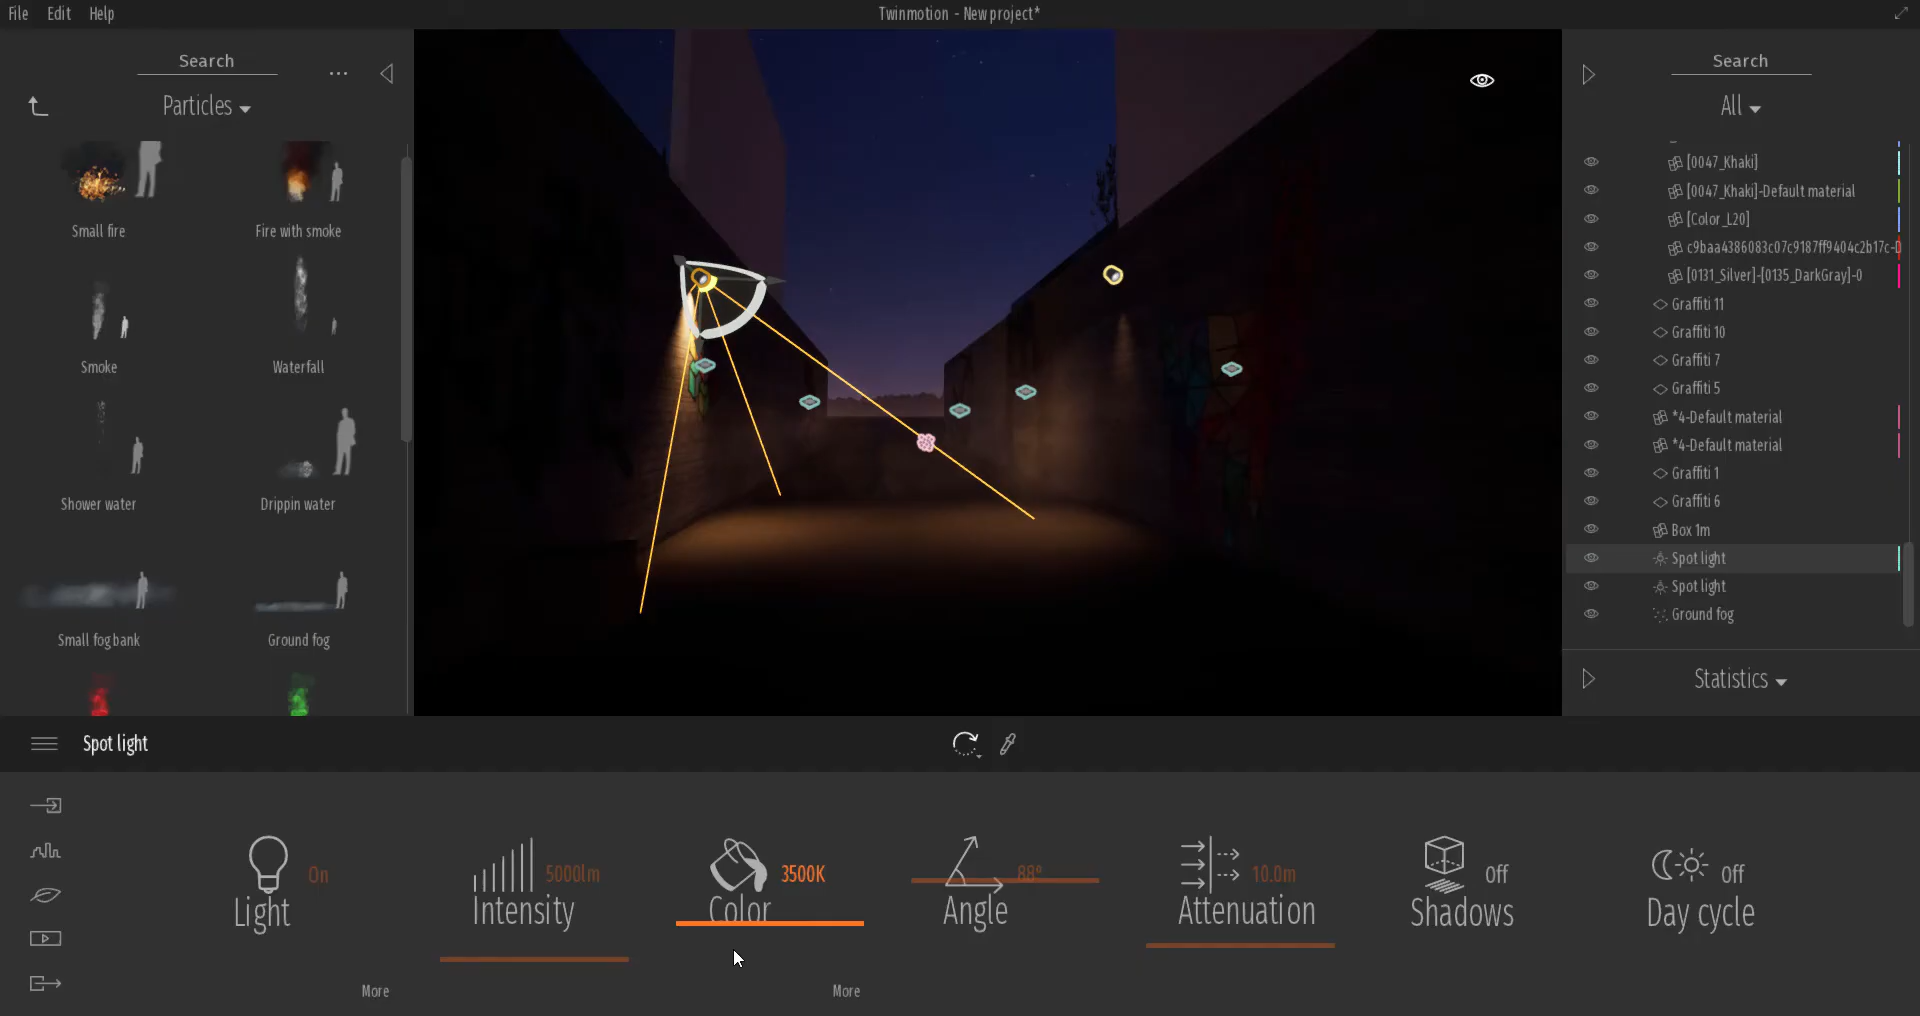 File Edit Help
Twinmotion - New project*
Search
...
Particles
Small fire
Fire with smoke
Smoke
Waterfall
Shower water
Drippin water
Small fog bank
Ground fog
Search
All
[0047_Khaki]
[0047_Khaki]-Default material
[Color_L20]
c9baa4386083c07c9187ff9404c2b17c-D
[0131_Silver]-[0135_DarkGray]-0
Graffiti 11
Graffiti 10
Graffiti 7
Graffiti 5
*4-Default material
*4-Default material
Graffiti 1
Graffiti 6
Box 1m
Spot light
Spot light
Ground fog
Statistics
Spot light
On
Light
5000lm
Intensity
3500K
Color
88°
Angle
10.0m
Attenuation
Off
Shadows
Off
Day cycle
More
More